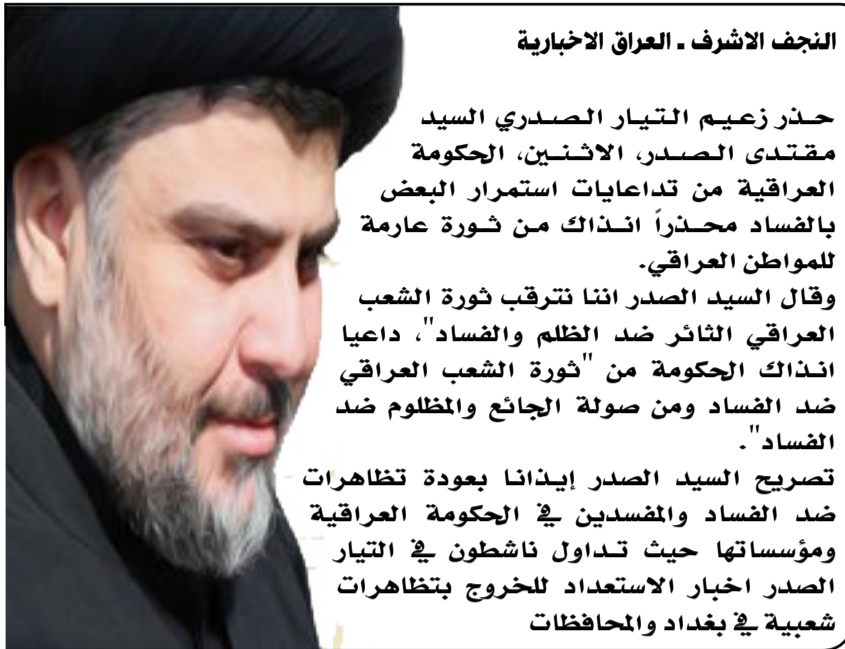 النجف الاشرف ـ العراق الاخبارية
حذر زعيم التيار الصدري السيد
مقتدى الصدر، الاثنين، الحكومة
العراقية من تداعايات استمرار البعض
بالفساد محذراً انذاك من ثورة عارمة
للمواطن العراقي.
وقال السيد الصدر اننا نترقب ثورة الشعب
العراقي الثائر ضد الظلم والفساد"، داعيا
انذاك الحكومة من "ثورة الشعب العراقي
ضد الفساد ومن صولة الجائع والمظلوم ضد
الفساد".
تصريح السيد الصدر إيذانا بعودة تظاهرات
ضد الفساد والمفسدين في الحكومة العراقية
ومؤسساتها حيث تداول ناشطون في التيار
الصدر اخبار الاستعداد للخروج بتظاهرات
شعبية في بغداد والمحافظات